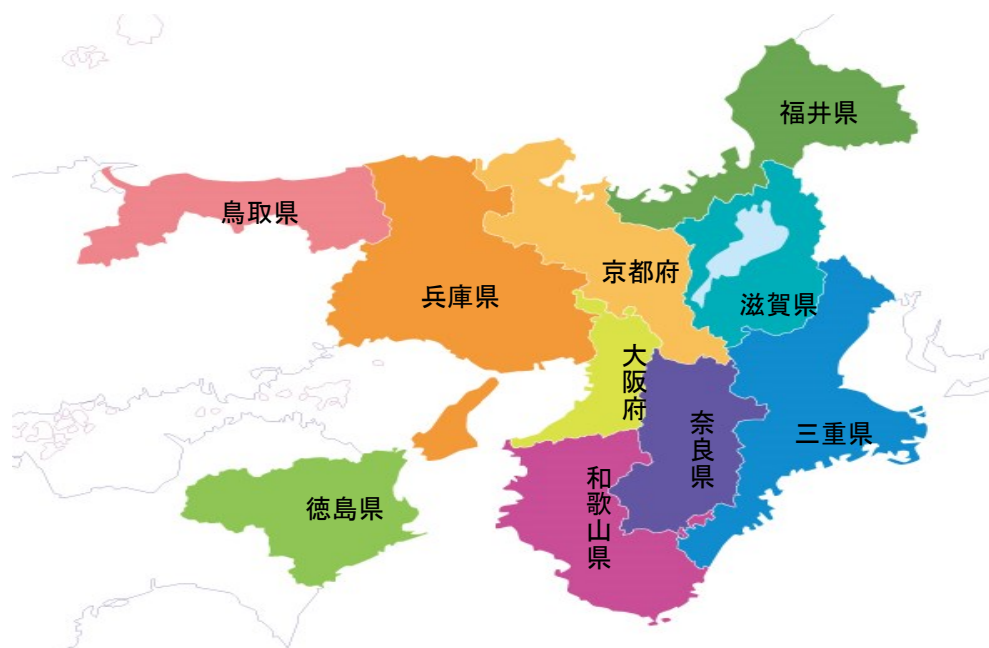 福井県
鳥取県
京都府
兵庫県
滋賀県
大阪府
奈良県
三重県
和歌山県
徳島県